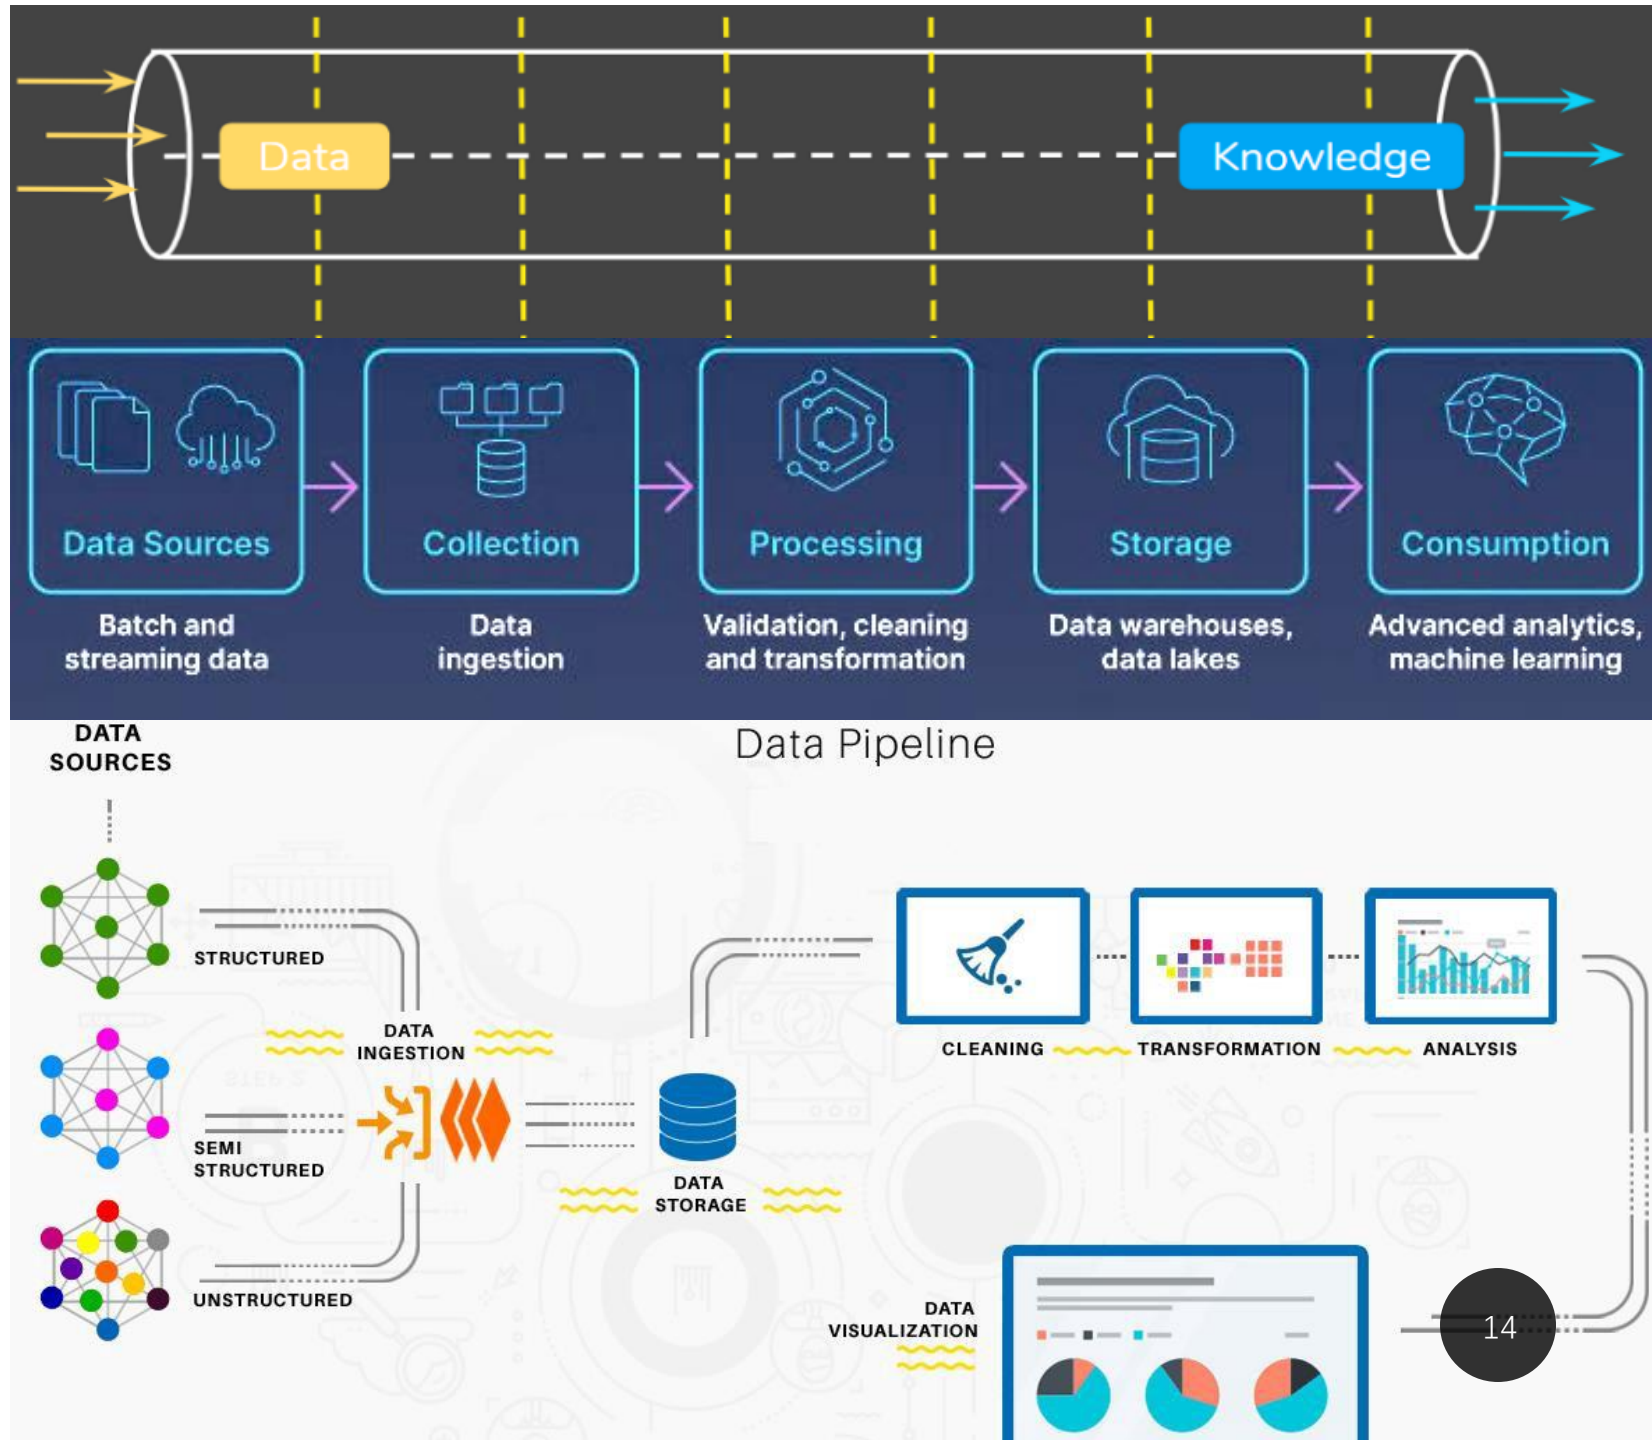 Data
Knowledge
Data Sources
Batch and
streaming data
Collection
Data
ingestion
Processing
Validation, cleaning
and transformation
Storage
Data warehouses,
data lakes
Consumption
Advanced analytics,
machine learning
Data Pipeline
DATA
SOURCES
STRUCTURED
SEMI
STRUCTURED
UNSTRUCTURED
DATA
INGESTION
DATA
STORAGE
CLEANING
TRANSFORMATION
ANALYSIS
DATA
VISUALIZATION
14